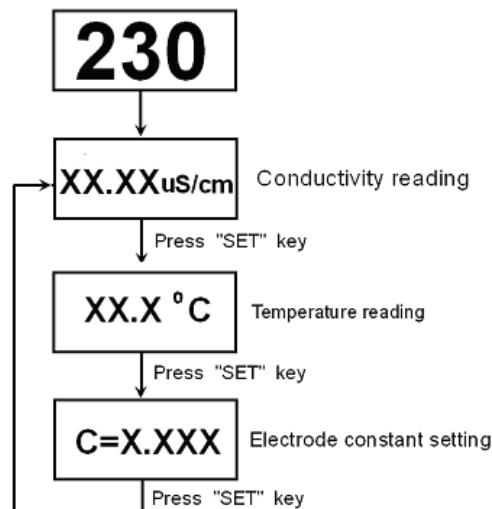 230
XX.XXuS/cm Conductivity reading
Press "SET" key
XX.X °C Temperature reading
Press "SET" key
C=X.XXX Electrode constant setting
Press "SET" key